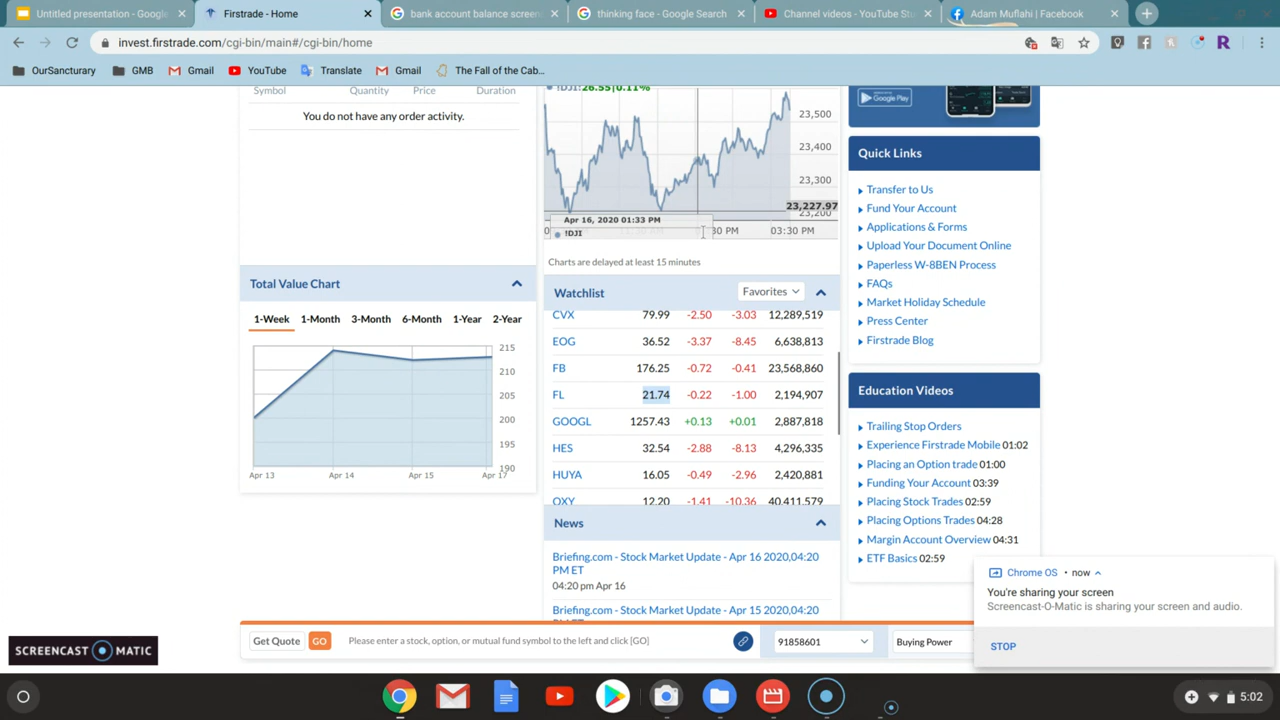 Untitled presentation - Google
Firstrade - Home
bank account balance screen
thinking face - Google Search
Channel videos - YouTube Stu
Adam Muflahi | Facebook
invest.firstrade.com/cgi-bin/main#/cgi-bin/home
OurSancturary
GMB
Gmail
YouTube
Translate
Gmail
The Fall of the Cab...
Symbol Quantity Price Duration
You do not have any order activity.
Total Value Chart
1-Week 1-Month 3-Month 6-Month 1-Year 2-Year
215
210
205
200
195
190
Apr 13 Apr 14 Apr 15 Apr 17
!DJI:26.55|0.11%
23,500
23,400
23,300
23,227.97
23,200
Apr 16, 2020 01:33 PM
!DJI
:30 PM 03:30 PM
Charts are delayed at least 15 minutes
Watchlist Favorites
CVX 79.99 -2.50 -3.03 12,289,519
EOG 36.52 -3.37 -8.45 6,638,813
FB 176.25 -0.72 -0.41 23,568,860
FL 21.74 -0.22 -1.00 2,194,907
GOOGL 1257.43 +0.13 +0.01 2,887,818
HES 32.54 -2.88 -8.13 4,296,335
HUYA 16.05 -0.49 -2.96 2,420,881
OXY 12.20 -1.41 -10.36 40,411,579
News
Briefing.com - Stock Market Update - Apr 16 2020,04:20
PM ET
04:20 pm Apr 16
Briefing.com - Stock Market Update - Apr 15 2020,04:20
Google Play
Quick Links
Transfer to Us
Fund Your Account
Applications & Forms
Upload Your Document Online
Paperless W-8BEN Process
FAQs
Market Holiday Schedule
Press Center
Firstrade Blog
Education Videos
Trailing Stop Orders
Experience Firstrade Mobile 01:02
Placing an Option trade 01:00
Funding Your Account 03:39
Placing Stock Trades 02:59
Placing Options Trades 04:28
Margin Account Overview 04:31
ETF Basics 02:59
Chrome OS • now
You're sharing your screen
Screencast-O-Matic is sharing your screen and audio.
STOP
Get Quote GO Please enter a stock, option, or mutual fund symbol to the left and click [GO] 91858601 Buying Power
SCREENCAST MATIC
5:02